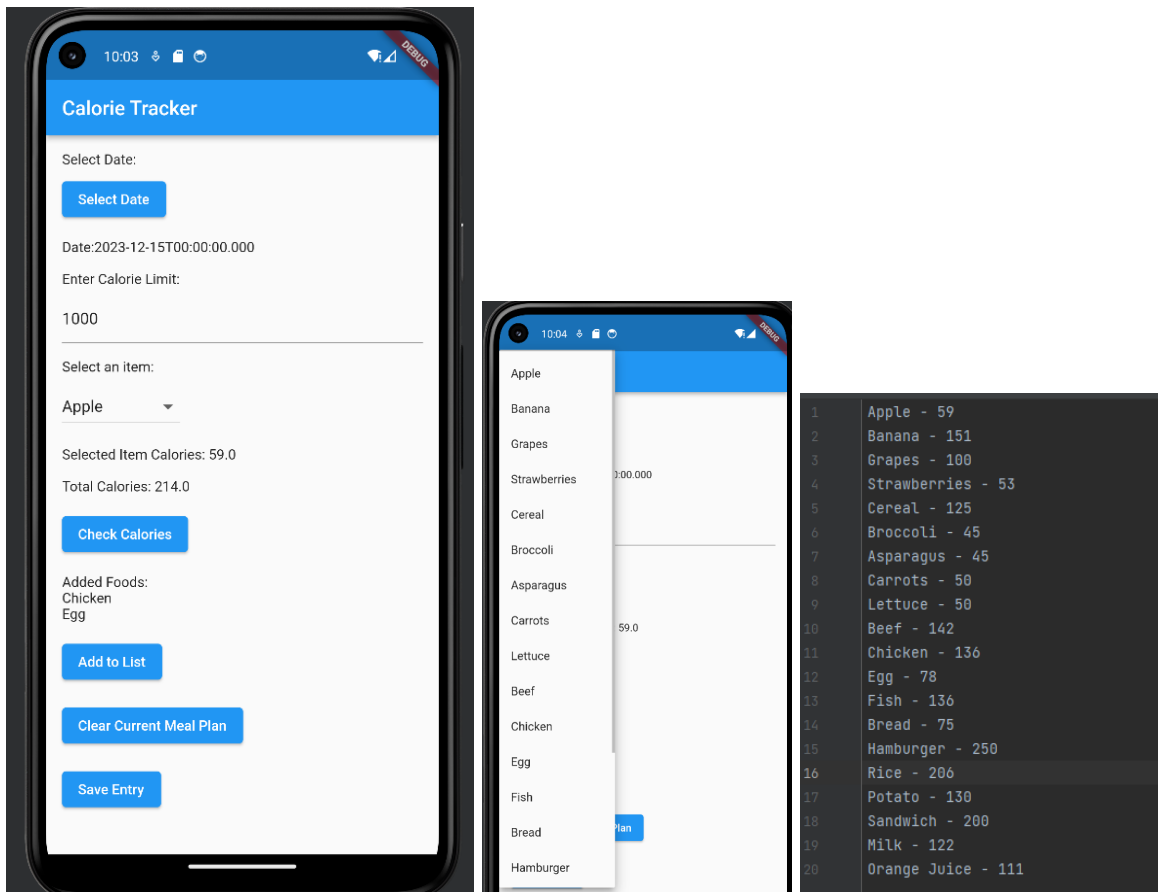 10:03
DEBUG
Calorie Tracker
Select Date:
Select Date
Date:2023-12-15T00:00:00.000
Enter Calorie Limit:
1000
Select an item:
Apple
Selected Item Calories: 59.0
Total Calories: 214.0
Check Calories
Added Foods:
Chicken
Egg
Add to List
Clear Current Meal Plan
Save Entry
10:04
DEBUG
Apple
Banana
Grapes
Strawberries
0:00.000
Cereal
Broccoli
Asparagus
Carrots
59.0
Lettuce
Beef
Chicken
Egg
Fish
Bread
Plan
Hamburger
1 Apple - 59
2 Banana - 151
3 Grapes - 100
4 Strawberries - 53
5 Cereal - 125
6 Broccoli - 45
7 Asparagus - 45
8 Carrots - 50
9 Lettuce - 50
10 Beef - 142
11 Chicken - 136
12 Egg - 78
13 Fish - 136
14 Bread - 75
15 Hamburger - 250
16 Rice - 206
17 Potato - 130
18 Sandwich - 200
19 Milk - 122
20 Orange Juice - 111